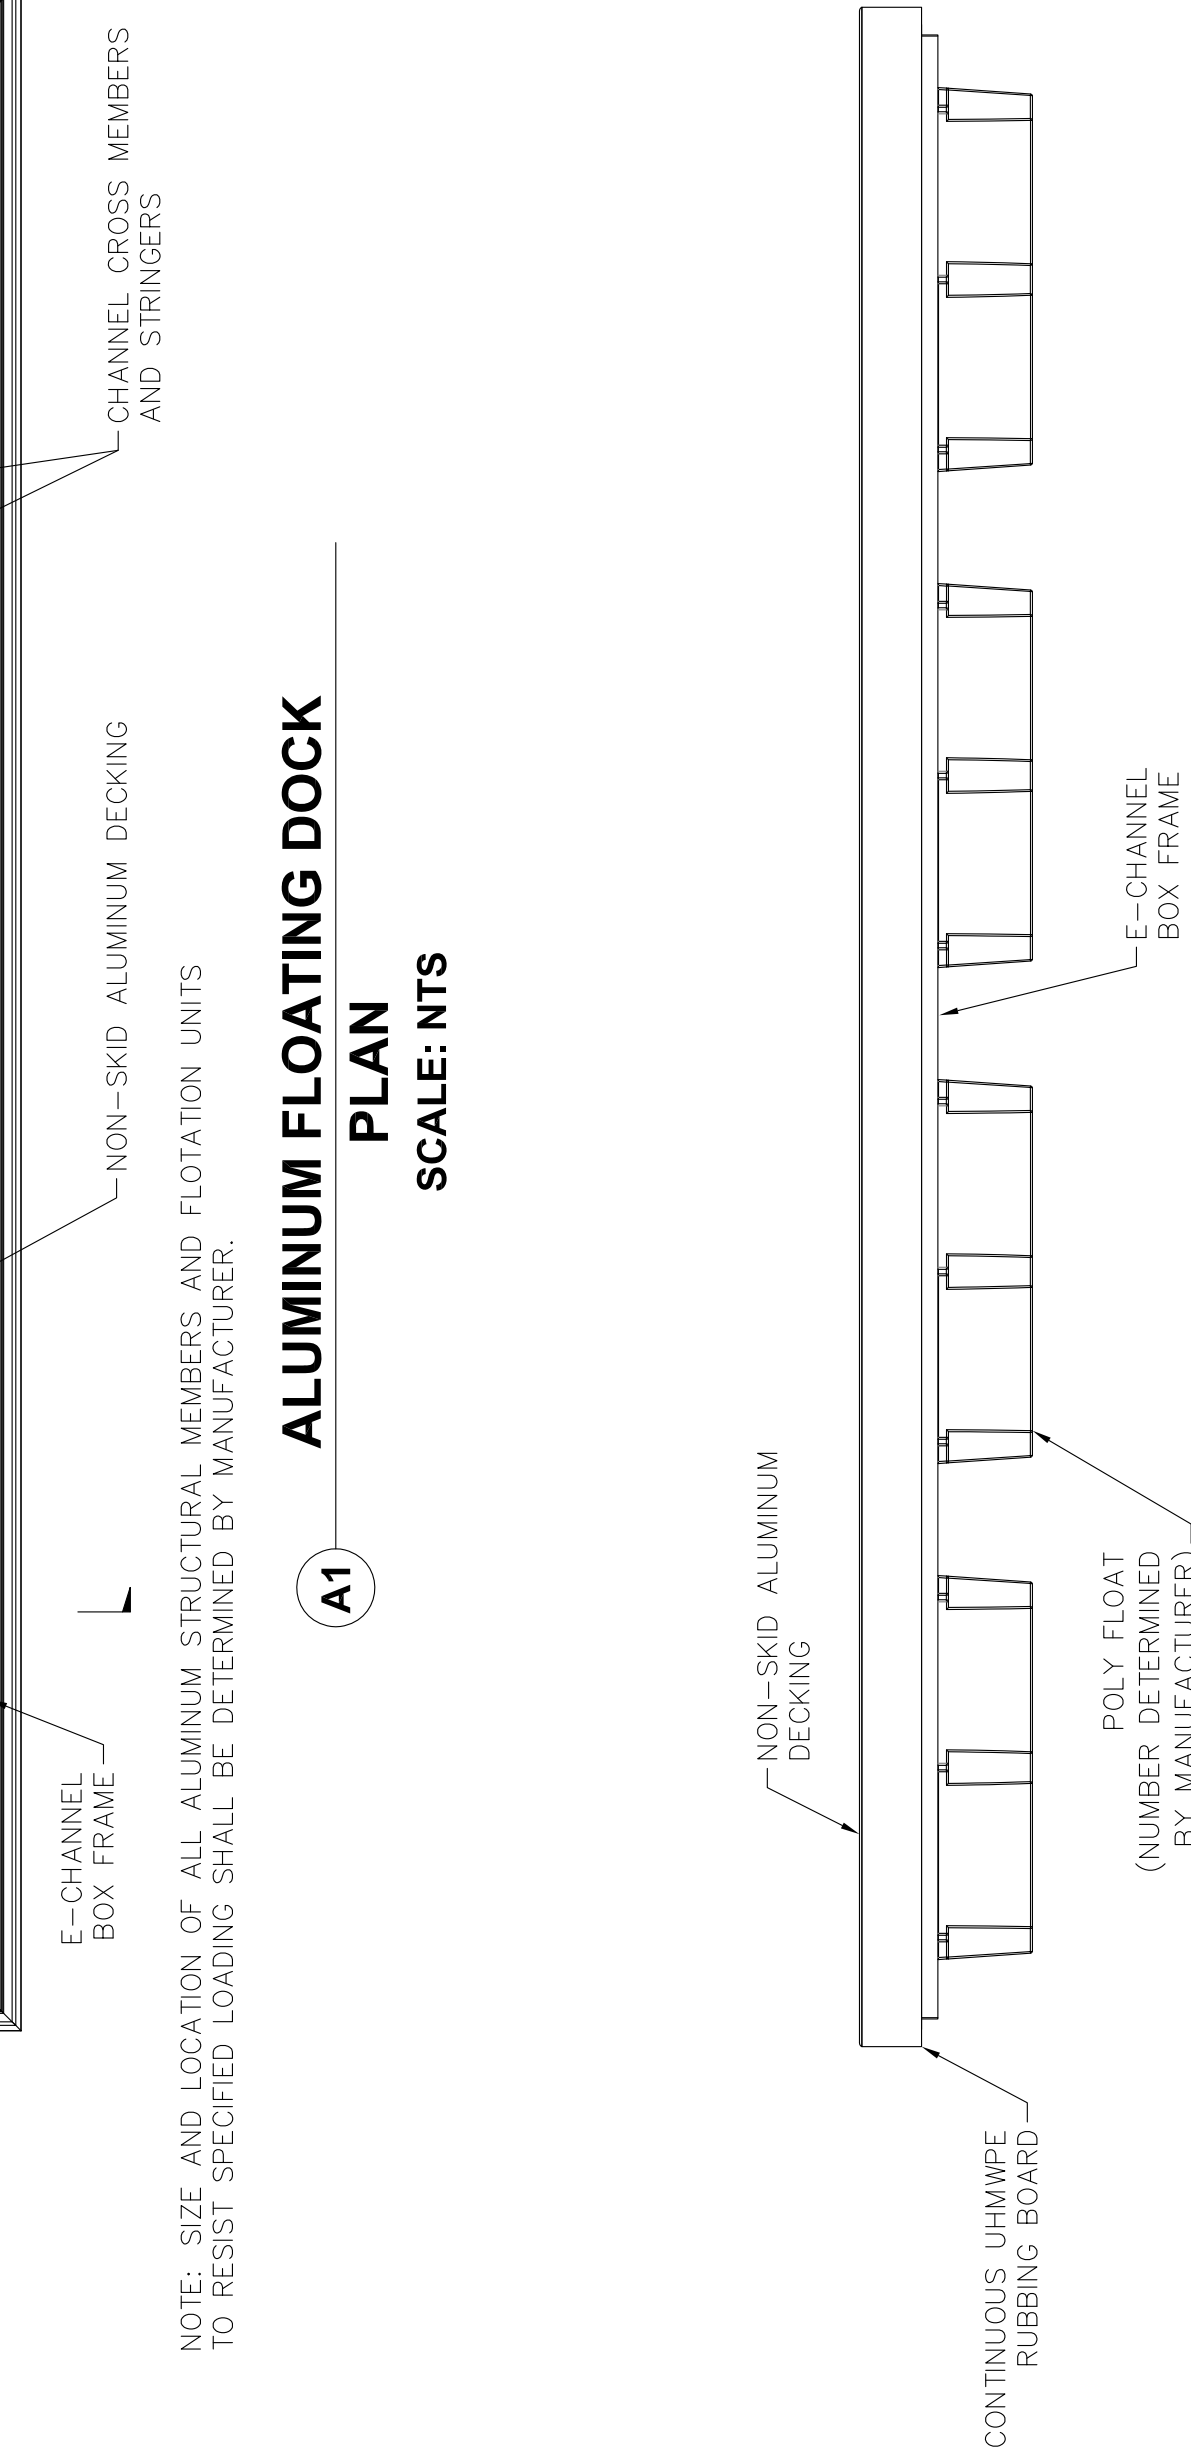 CHANNEL CROSS MEMBERS
AND STRINGERS
NON-SKID ALUMINUM DECKING
E-CHANNEL
BOX FRAME
NOTE: SIZE AND LOCATION OF ALL ALUMINUM STRUCTURAL MEMBERS AND FLOTATION UNITS
TO RESIST SPECIFIED LOADING SHALL BE DETERMINED BY MANUFACTURER.
A1
ALUMINUM FLOATING DOCK
PLAN
SCALE: NTS
NON-SKID ALUMINUM
DECKING
CONTINUOUS UHMWPE
RUBBING BOARD
POLY FLOAT
(NUMBER DETERMINED
BY MANUFACTURER)
E-CHANNEL
BOX FRAME